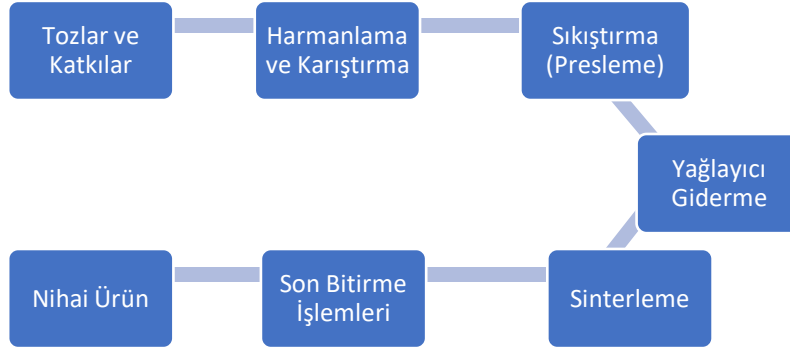 Tozlar ve
Katkılar
Harmanlama
ve Karıştırma
Sıkıştırma
(Presleme)
Yağlayıcı
Giderme
Sinterleme
Son Bitirme
İşlemleri
Nihai Ürün